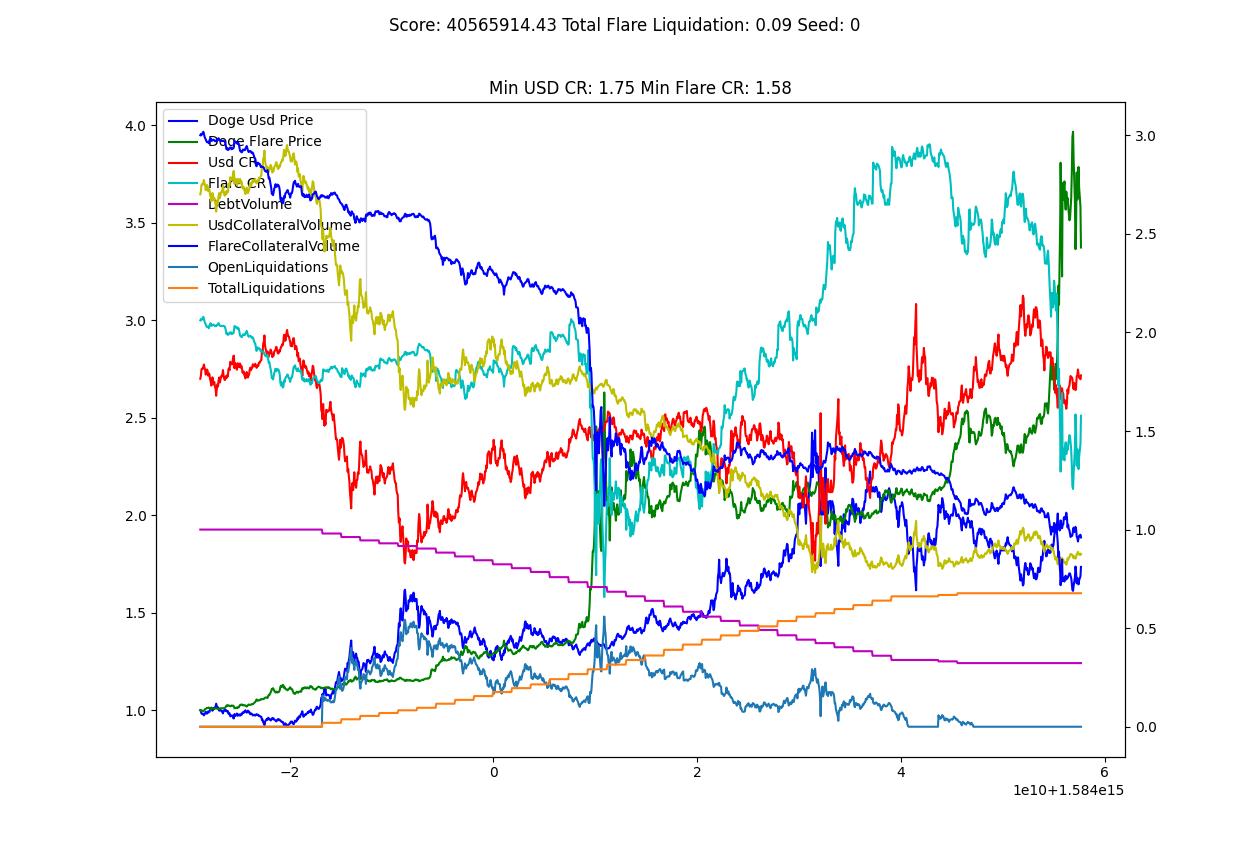 Score: 40565914.43 Total Flare Liquidation: 0.09 Seed: 0
Min USD CR: 1.75 Min Flare CR: 1.58
Doge Usd Price
Doge Flare Price
Usd CR
Flare CR
DebtVolume
UsdCollateralVolume
FlareCollateralVolume
OpenLiquidations
TotalLiquidations
4.0
3.5
3.0
2.5
2.0
1.5
1.0
3.0
2.5
2.0
1.5
1.0
0.5
0.0
−2
0
2
4
6
1e10+1.584e15